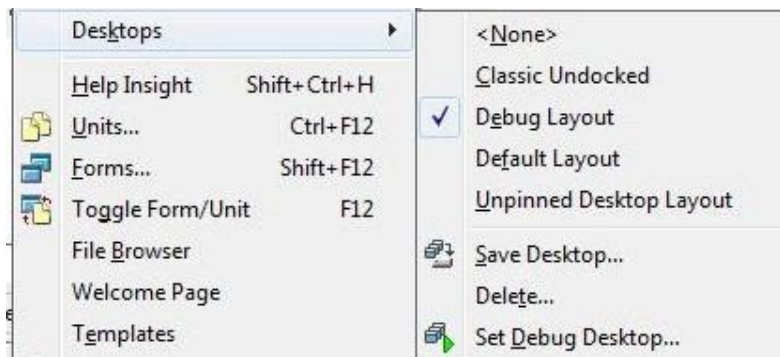 Desktops
Help Insight Shift+Ctrl+H
Units... Ctrl+F12
Forms... Shift+F12
Toggle Form/Unit F12
File Browser
Welcome Page
Templates
<None>
Classic Undocked
Debug Layout
Default Layout
Unpinned Desktop Layout
Save Desktop...
Delete...
Set Debug Desktop...